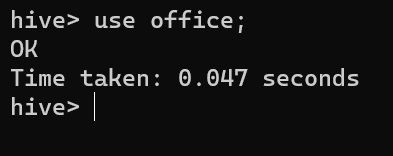 hive> use office;
OK
Time taken: 0.047 seconds
hive>